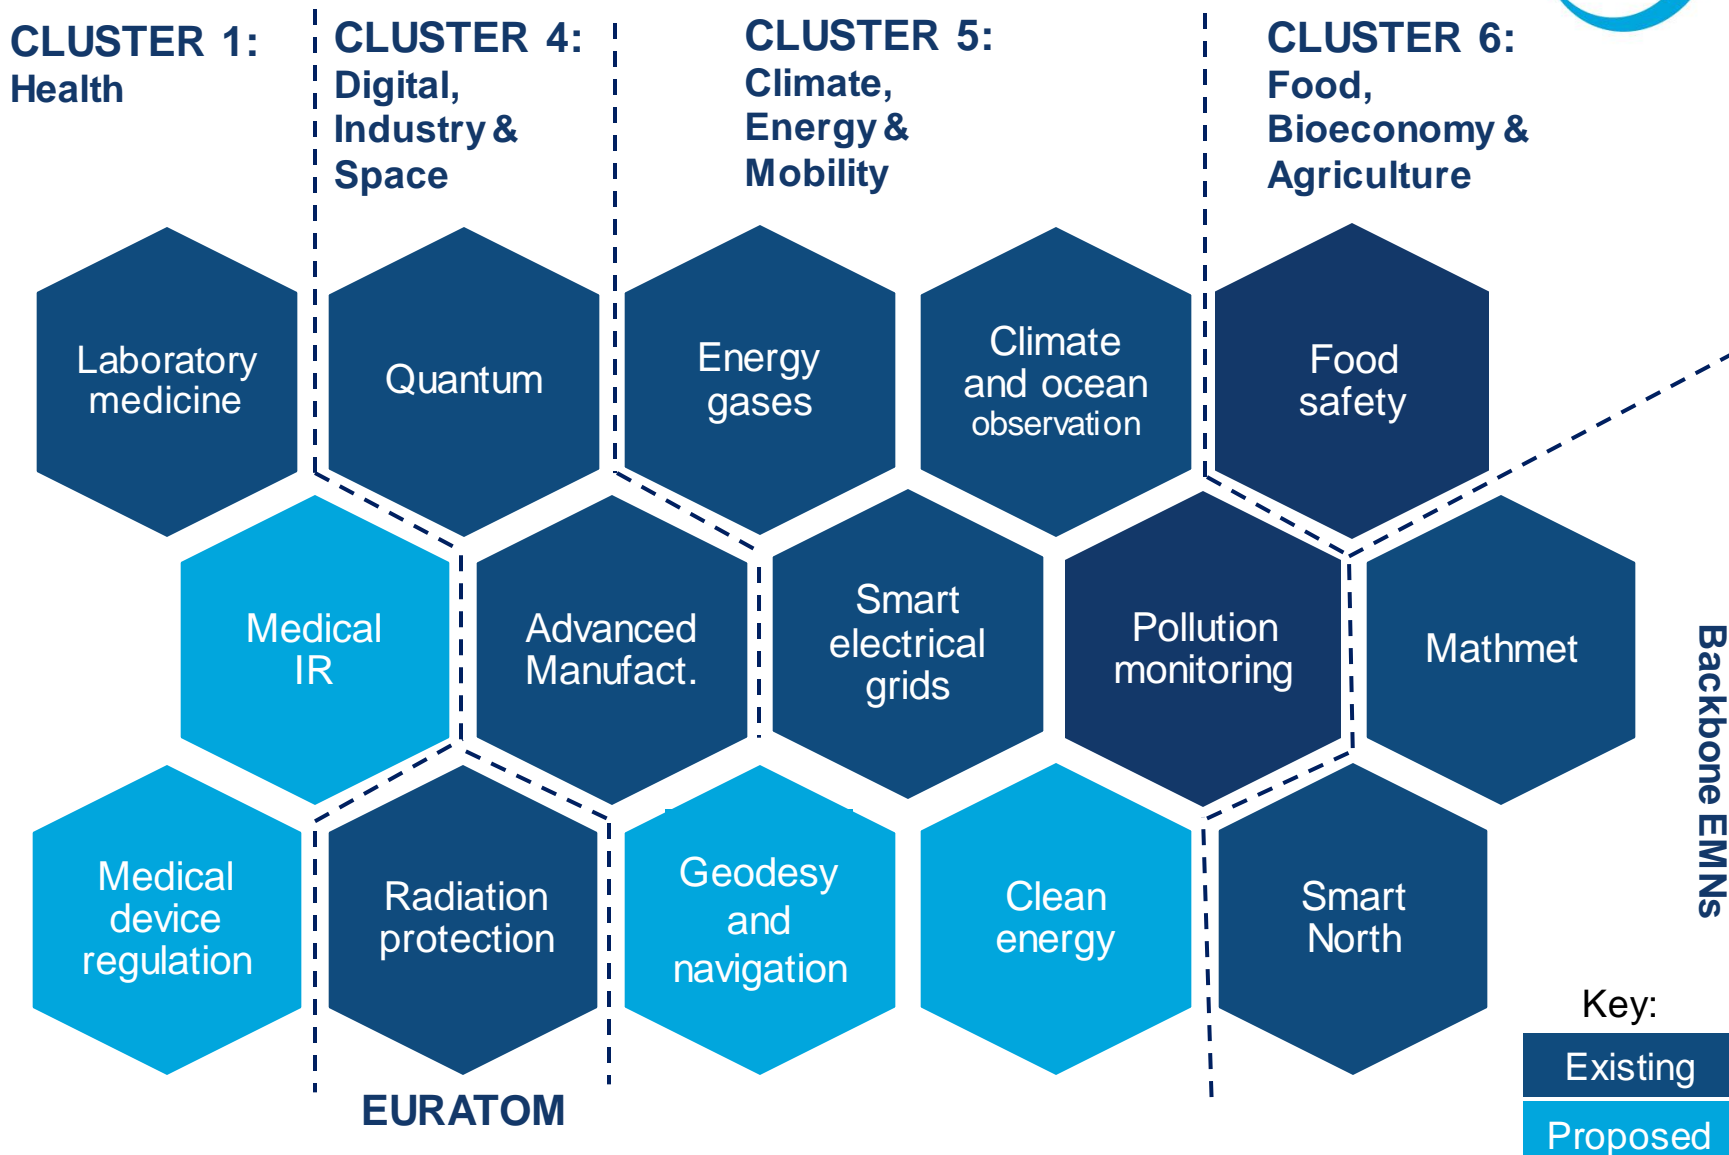 CLUSTER 1:
Health
CLUSTER 4:
Digital,
Industry &
Space
CLUSTER 5:
Climate,
Energy &
Mobility
CLUSTER 6:
Food,
Bioeconomy &
Agriculture
Laboratory
medicine
Quantum
Energy
gases
Climate
and ocean
observation
Food
safety
Medical
IR
Advanced
Manufact.
Smart
electrical
grids
Pollution
monitoring
Mathmet
Backbone EMNs
Medical
device
regulation
Radiation
protection
Geodesy
and
navigation
Clean
energy
Smart
North
EURATOM
Key:
Existing
Proposed